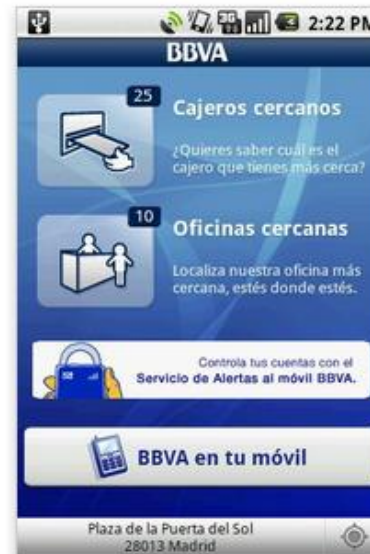 3G
2:22 PM
BBVA
25
Cajeros cercanos
¿Quieres saber cuál es el
cajero que tienes más cerca?
10
Oficinas cercanas
Localiza nuestra oficina más
cercana, estés donde estés.
Controla tus cuentas con el
Servicio de Alertas al móvil BBVA.
BBVA en tu móvil
Plaza de la Puerta del Sol
28013 Madrid